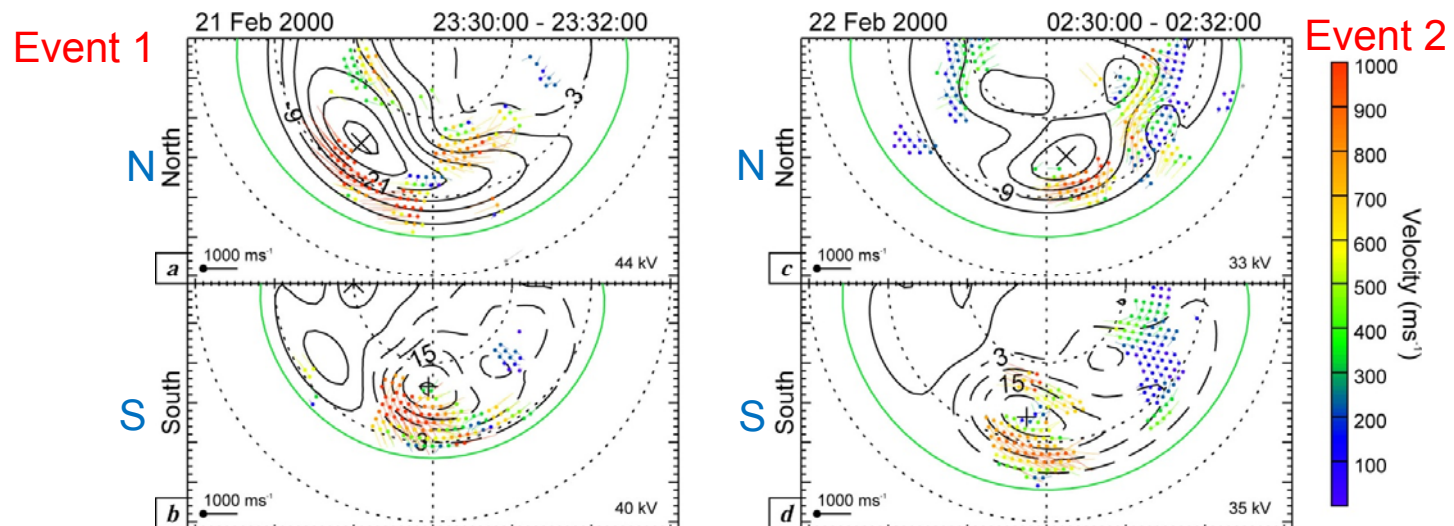 Event 1
21 Feb 2000 23:30:00 - 23:32:00
N
North
-9
-21
3
a
1000 ms⁻¹
44 kV
S
South
15
3
b
1000 ms⁻¹
40 kV
22 Feb 2000 02:30:00 - 02:32:00
Event 2
N
North
-9
c
1000 ms⁻¹
33 kV
S
South
3
15
d
1000 ms⁻¹
35 kV
1000
900
800
700
600
500
400
300
200
100
Velocity (ms⁻¹)